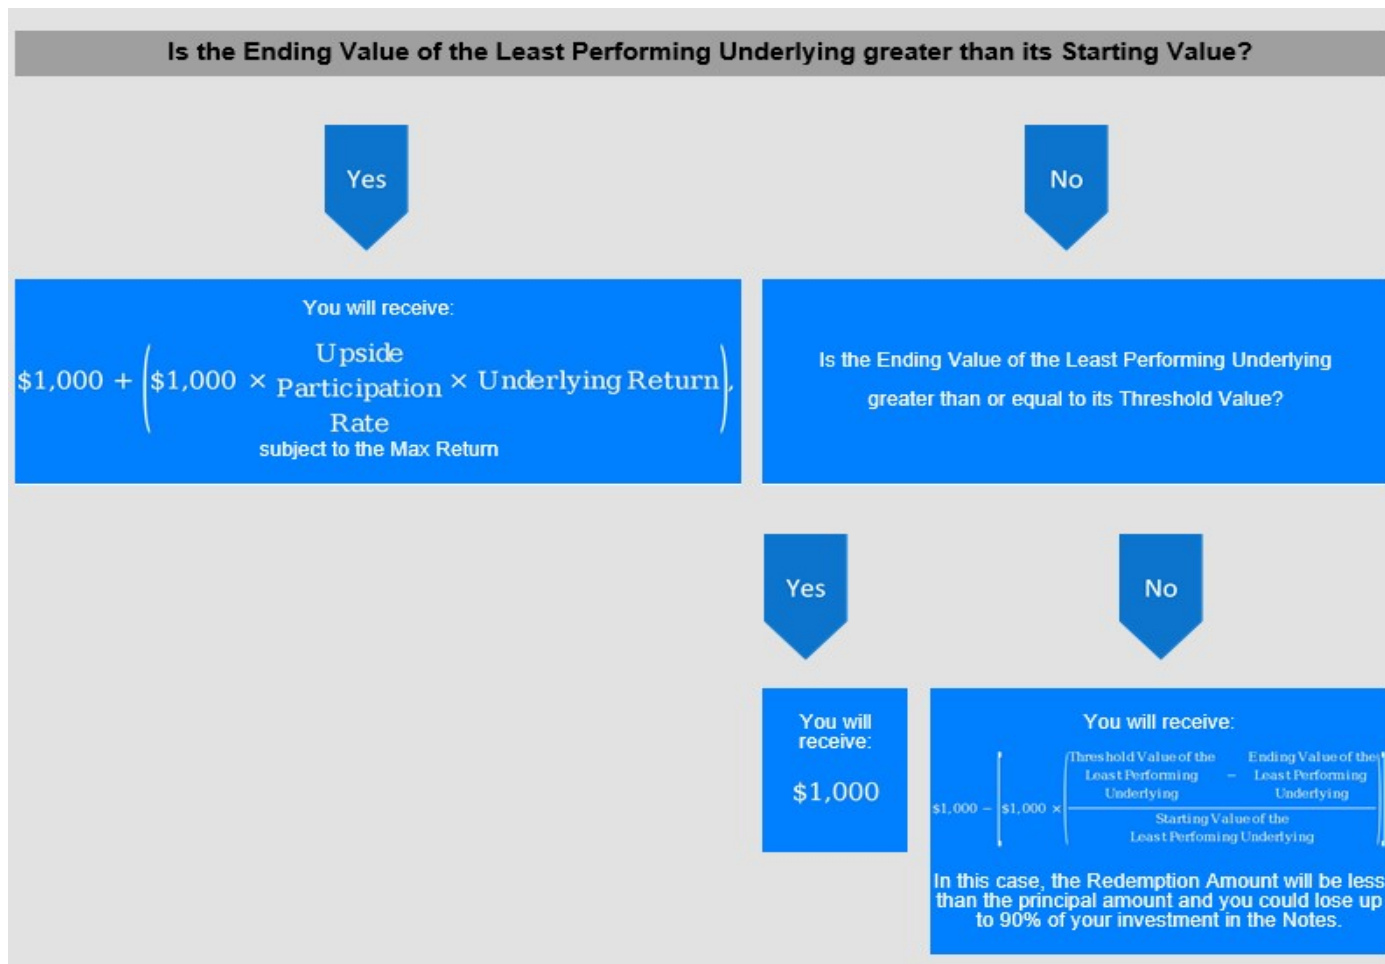 Is the Ending Value of the Least Performing Underlying greater than its Starting Value?
Yes
No
You will receive:
$1,000 + ($1,000 × Upside Participation Rate × Underlying Return),
subject to the Max Return
Is the Ending Value of the Least Performing Underlying
greater than or equal to its Threshold Value?
Yes
No
You will
receive:
$1,000
You will receive:
Threshold Value of the
Least Performing
Underlying
−
Ending Value of the
Least Performing
Underlying
$1,000 − [$1,000 × ( )]
Starting Value of the
Least Perfoming Underlying
In this case, the Redemption Amount will be less
than the principal amount and you could lose up
to 90% of your investment in the Notes.